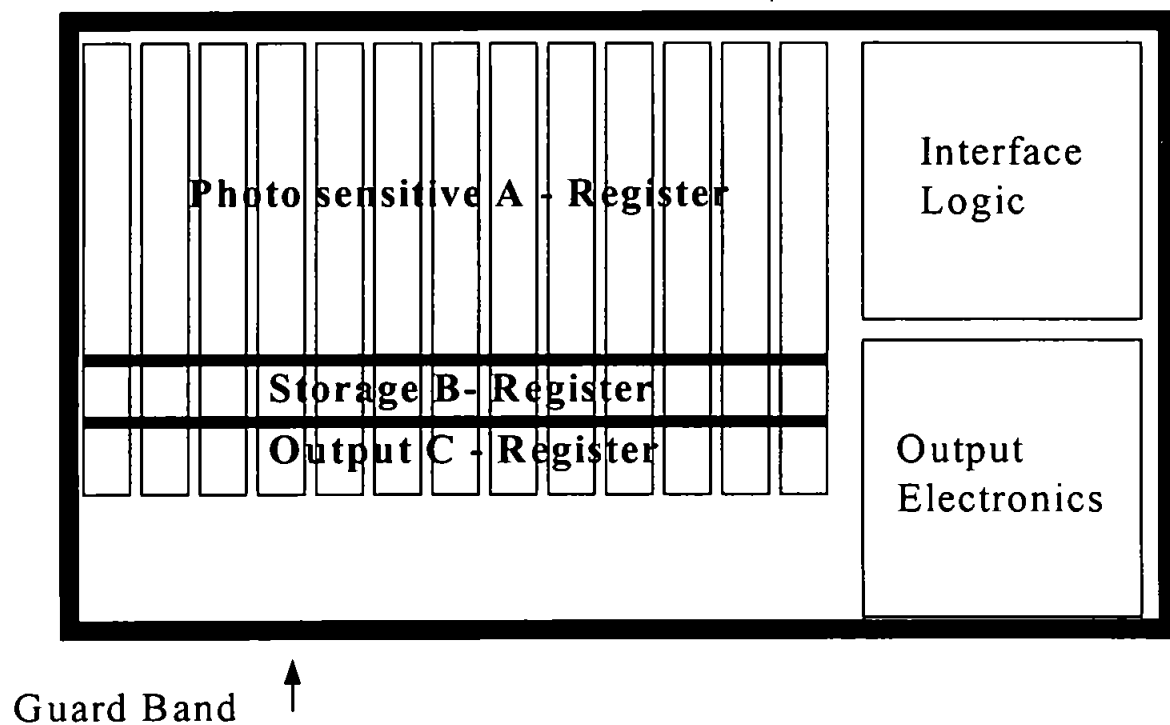 Photo sensitive A - Register
Interface
Logic
Storage B- Register
Output C - Register
Output
Electronics
Guard Band